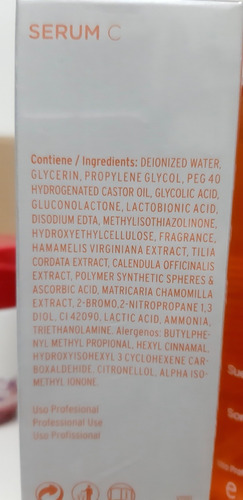 SERUM C
Contiene / Ingredients: DEIONIZED WATER,
GLYCERIN, PROPYLENE GLYCOL, PEG 40
HYDROGENATED CASTOR OIL, GLYCOLIC ACID,
GLUCONOLACTONE, LACTOBIONIC ACID,
DISODIUM EDTA, METHYLISOTHIAZOLINONE,
HYDROXYETHYLCELLULOSE, FRAGRANCE,
HAMAMELIS VIRGINIANA EXTRACT, TILIA
CORDATA EXTRACT, CALENDULA OFFICINALIS
EXTRACT, POLYMER SYNTHETIC SPHERES &
ASCORBIC ACID, MATRICARIA CHAMOMILLA
EXTRACT, 2-BROMO,2-NITROPROPANE 1,3
DIOL, CI 42090, LACTIC ACID, AMMONIA,
TRIETHANOLAMINE. Alergenos: BUTYLPHE-
NYL METHYL PROPIONAL, HEXYL CINNAMAL,
HYDROXYISOHEXYL 3 CYCLOHEXENE CAR-
BOXALDEHIDE, CITRONELLOL, ALPHA ISO-
METHYL IONONE.
Uso Profesional
Professional Use
Uso Profissional